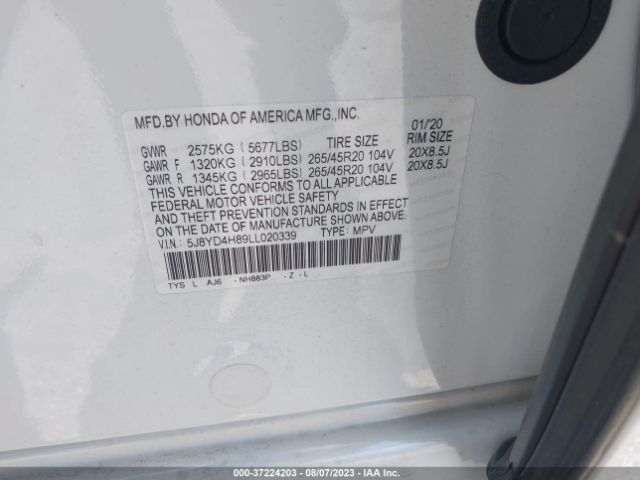 MFD.BY HONDA OF AMERICA MFG.,INC.
01/20
GVWR 2575KG ( 5677LBS) TIRE SIZE RIM SIZE
GAWR F 1320KG ( 2910LBS) 265/45R20 104V 20X8.5J
GAWR R 1345KG ( 2965LBS) 265/45R20 104V 20X8.5J
THIS VEHICLE CONFORMS TO ALL APPLICABLE
FEDERAL MOTOR VEHICLE SAFETY
AND THEFT PREVENTION STANDARDS IN EFFECT
ON THE DATE OF MANUFACTURE SHOWN ABOVE.
V.I.N.: 5J8YD4H89LL020339 TYPE: MPV
TYS L AJ6 -NH883P -Z-L
000-37224203 - 08/07/2023 - IAA Inc.